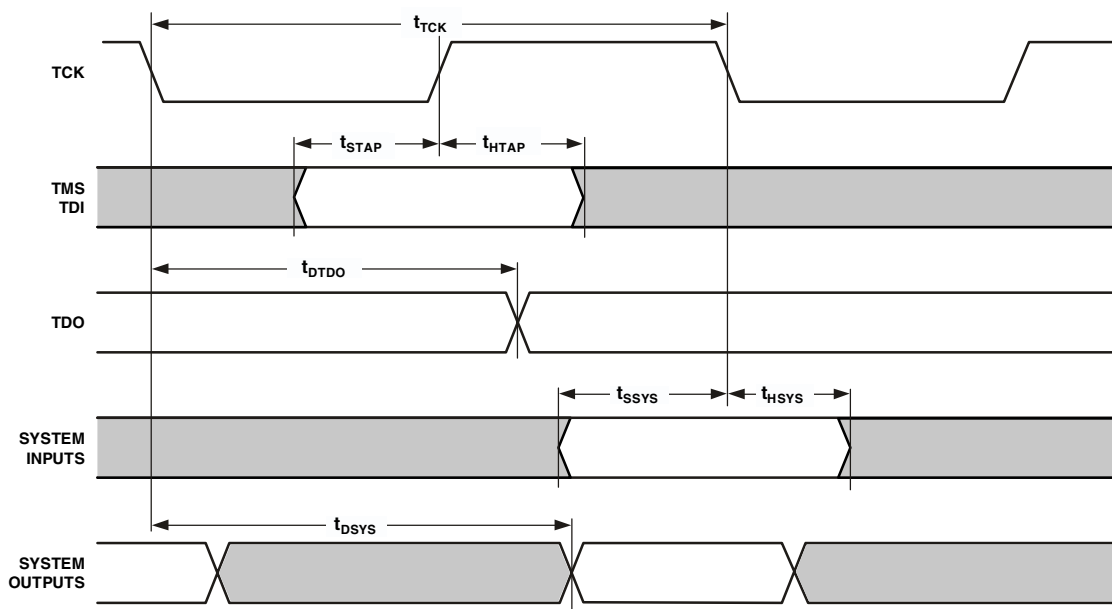 tTCK
TCK
tSTAP
tHTAP
TMS
TDI
tDTDO
TDO
tSSYS
tHSYS
SYSTEM
INPUTS
tDSYS
SYSTEM
OUTPUTS